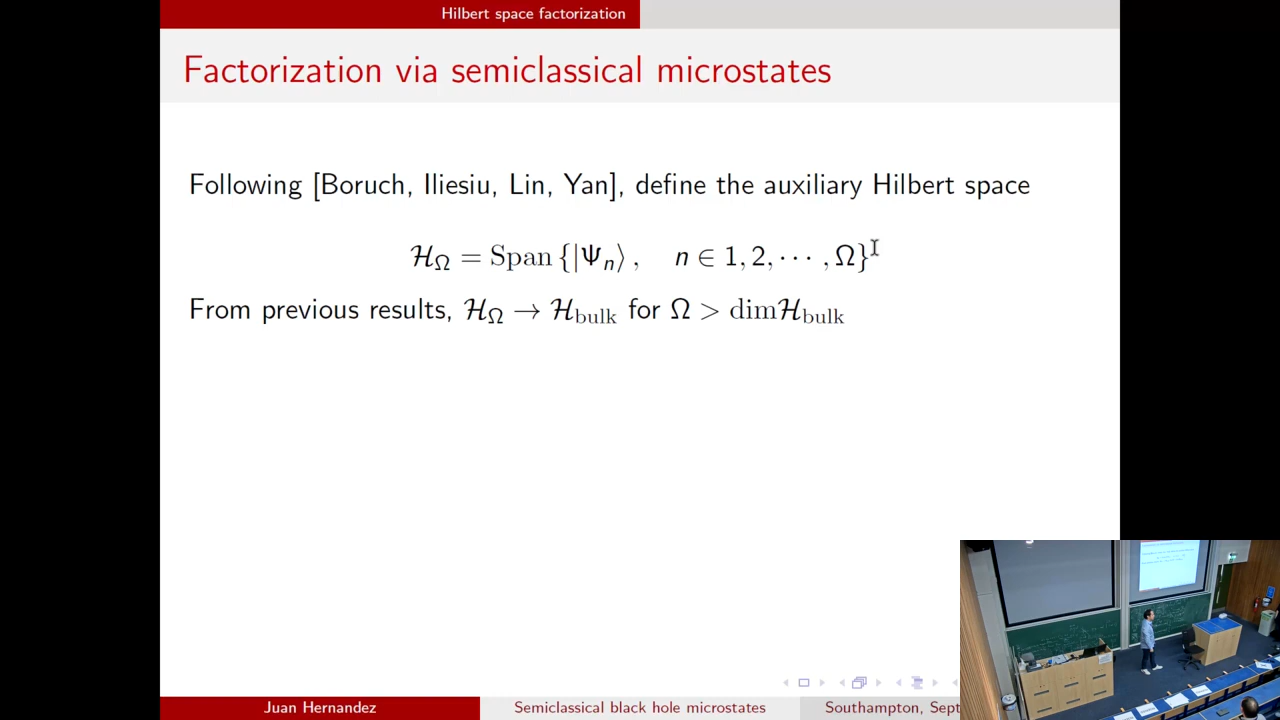 Hilbert space factorization
Factorization via semiclassical microstates
Following [Boruch, Iliesiu, Lin, Yan], define the auxiliary Hilbert space
ℋ_Ω = Span {|Ψ_n⟩ , n ∈ 1, 2, ⋯ , Ω}
From previous results, ℋ_Ω → ℋ_bulk for Ω > dimℋ_bulk
Juan Hernandez Semiclassical black hole microstates Southampton, Sept